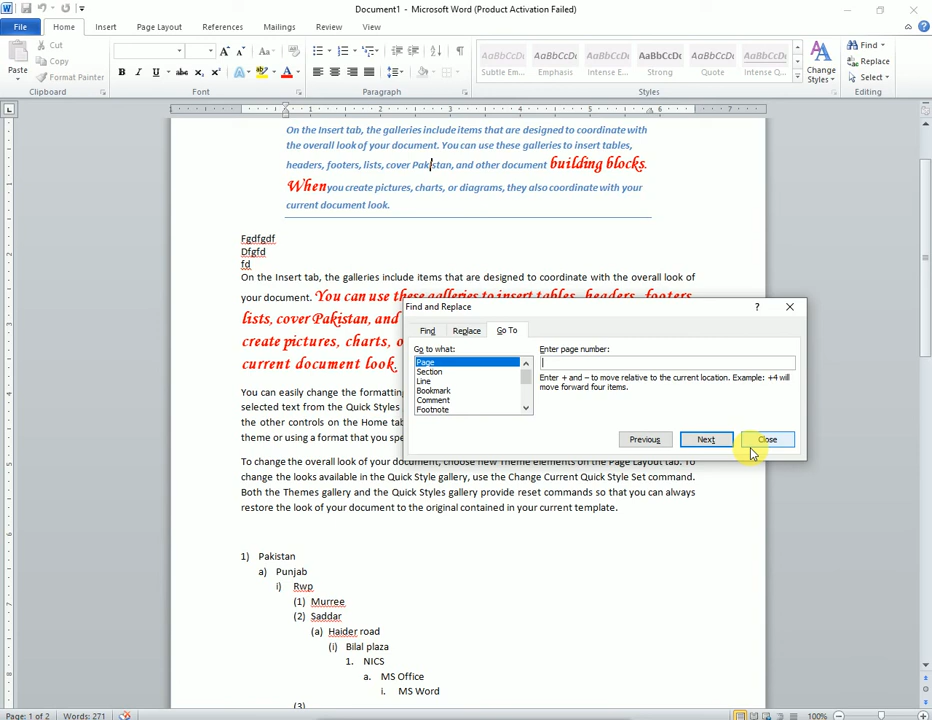 Document1 - Microsoft Word (Product Activation Failed)
File Home Insert Page Layout References Mailings Review View
Paste
Cut
Copy
Format Painter
Clipboard
Font
Paragraph
AaBbCcDc AaBbCcDc AaBbCcDc AaBbCcDc AaBbCcDc AaBbCcDc
Subtle Em... Emphasis Intense E... Strong Quote Intense Q...
Change
Styles
Styles
Find
Replace
Select
Editing
On the Insert tab, the galleries include items that are designed to coordinate with
the overall look of your document. You can use these galleries to insert tables,
headers, footers, lists, cover Pakistan, and other document building blocks.
When you create pictures, charts, or diagrams, they also coordinate with your
current document look.
Fgdfgdf
Dfgfd
fd
On the Insert tab, the galleries include items that are designed to coordinate with the overall look of
your document. You can use these galleries to insert tables, headers, footers,
lists, cover Pakistan, and
create pictures, charts, o
current document look.
You can easily change the formatting
selected text from the Quick Styles
the other controls on the Home tab
theme or using a format that you spe
To change the overall look of your document, choose new Theme elements on the Page Layout tab. To
change the looks available in the Quick Style gallery, use the Change Current Quick Style Set command.
Both the Themes gallery and the Quick Styles gallery provide reset commands so that you can always
restore the look of your document to the original contained in your current template.
1) Pakistan
a) Punjab
i) Rwp
(1) Murree
(2) Saddar
(a) Haider road
(i) Bilal plaza
1. NICS
a. MS Office
i. MS Word
(3)
Find and Replace
Find Replace Go To
Go to what:
Page
Section
Line
Bookmark
Comment
Footnote
Enter page number:
Enter + and – to move relative to the current location. Example: +4 will
move forward four items.
Previous Next Close
Page: 1 of 2 Words: 271
100%